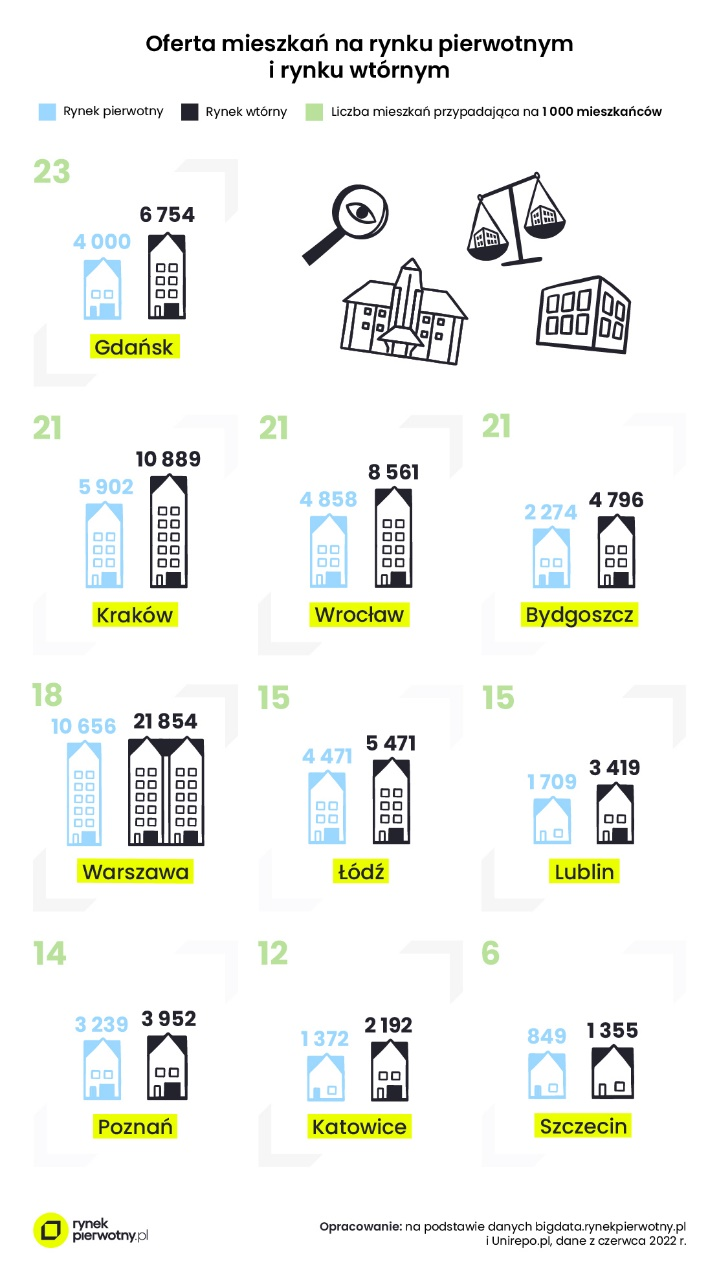 Oferta mieszkań na rynku pierwotnym
i rynku wtórnym
Rynek pierwotny Rynek wtórny Liczba mieszkań przypadająca na 1 000 mieszkańców
23
4 000 6 754
Gdańsk
21
5 902 10 889
Kraków
21
4 858 8 561
Wrocław
21
2 274 4 796
Bydgoszcz
18
10 656 21 854
Warszawa
15
4 471 5 471
Łódź
15
1 709 3 419
Lublin
14
3 239 3 952
Poznań
12
1 372 2 192
Katowice
6
849 1 355
Szczecin
rynek
pierwotny.pl
Opracowanie: na podstawie danych bigdata.rynekpierwotny.pl
i Unirepo.pl, dane z czerwca 2022 r.